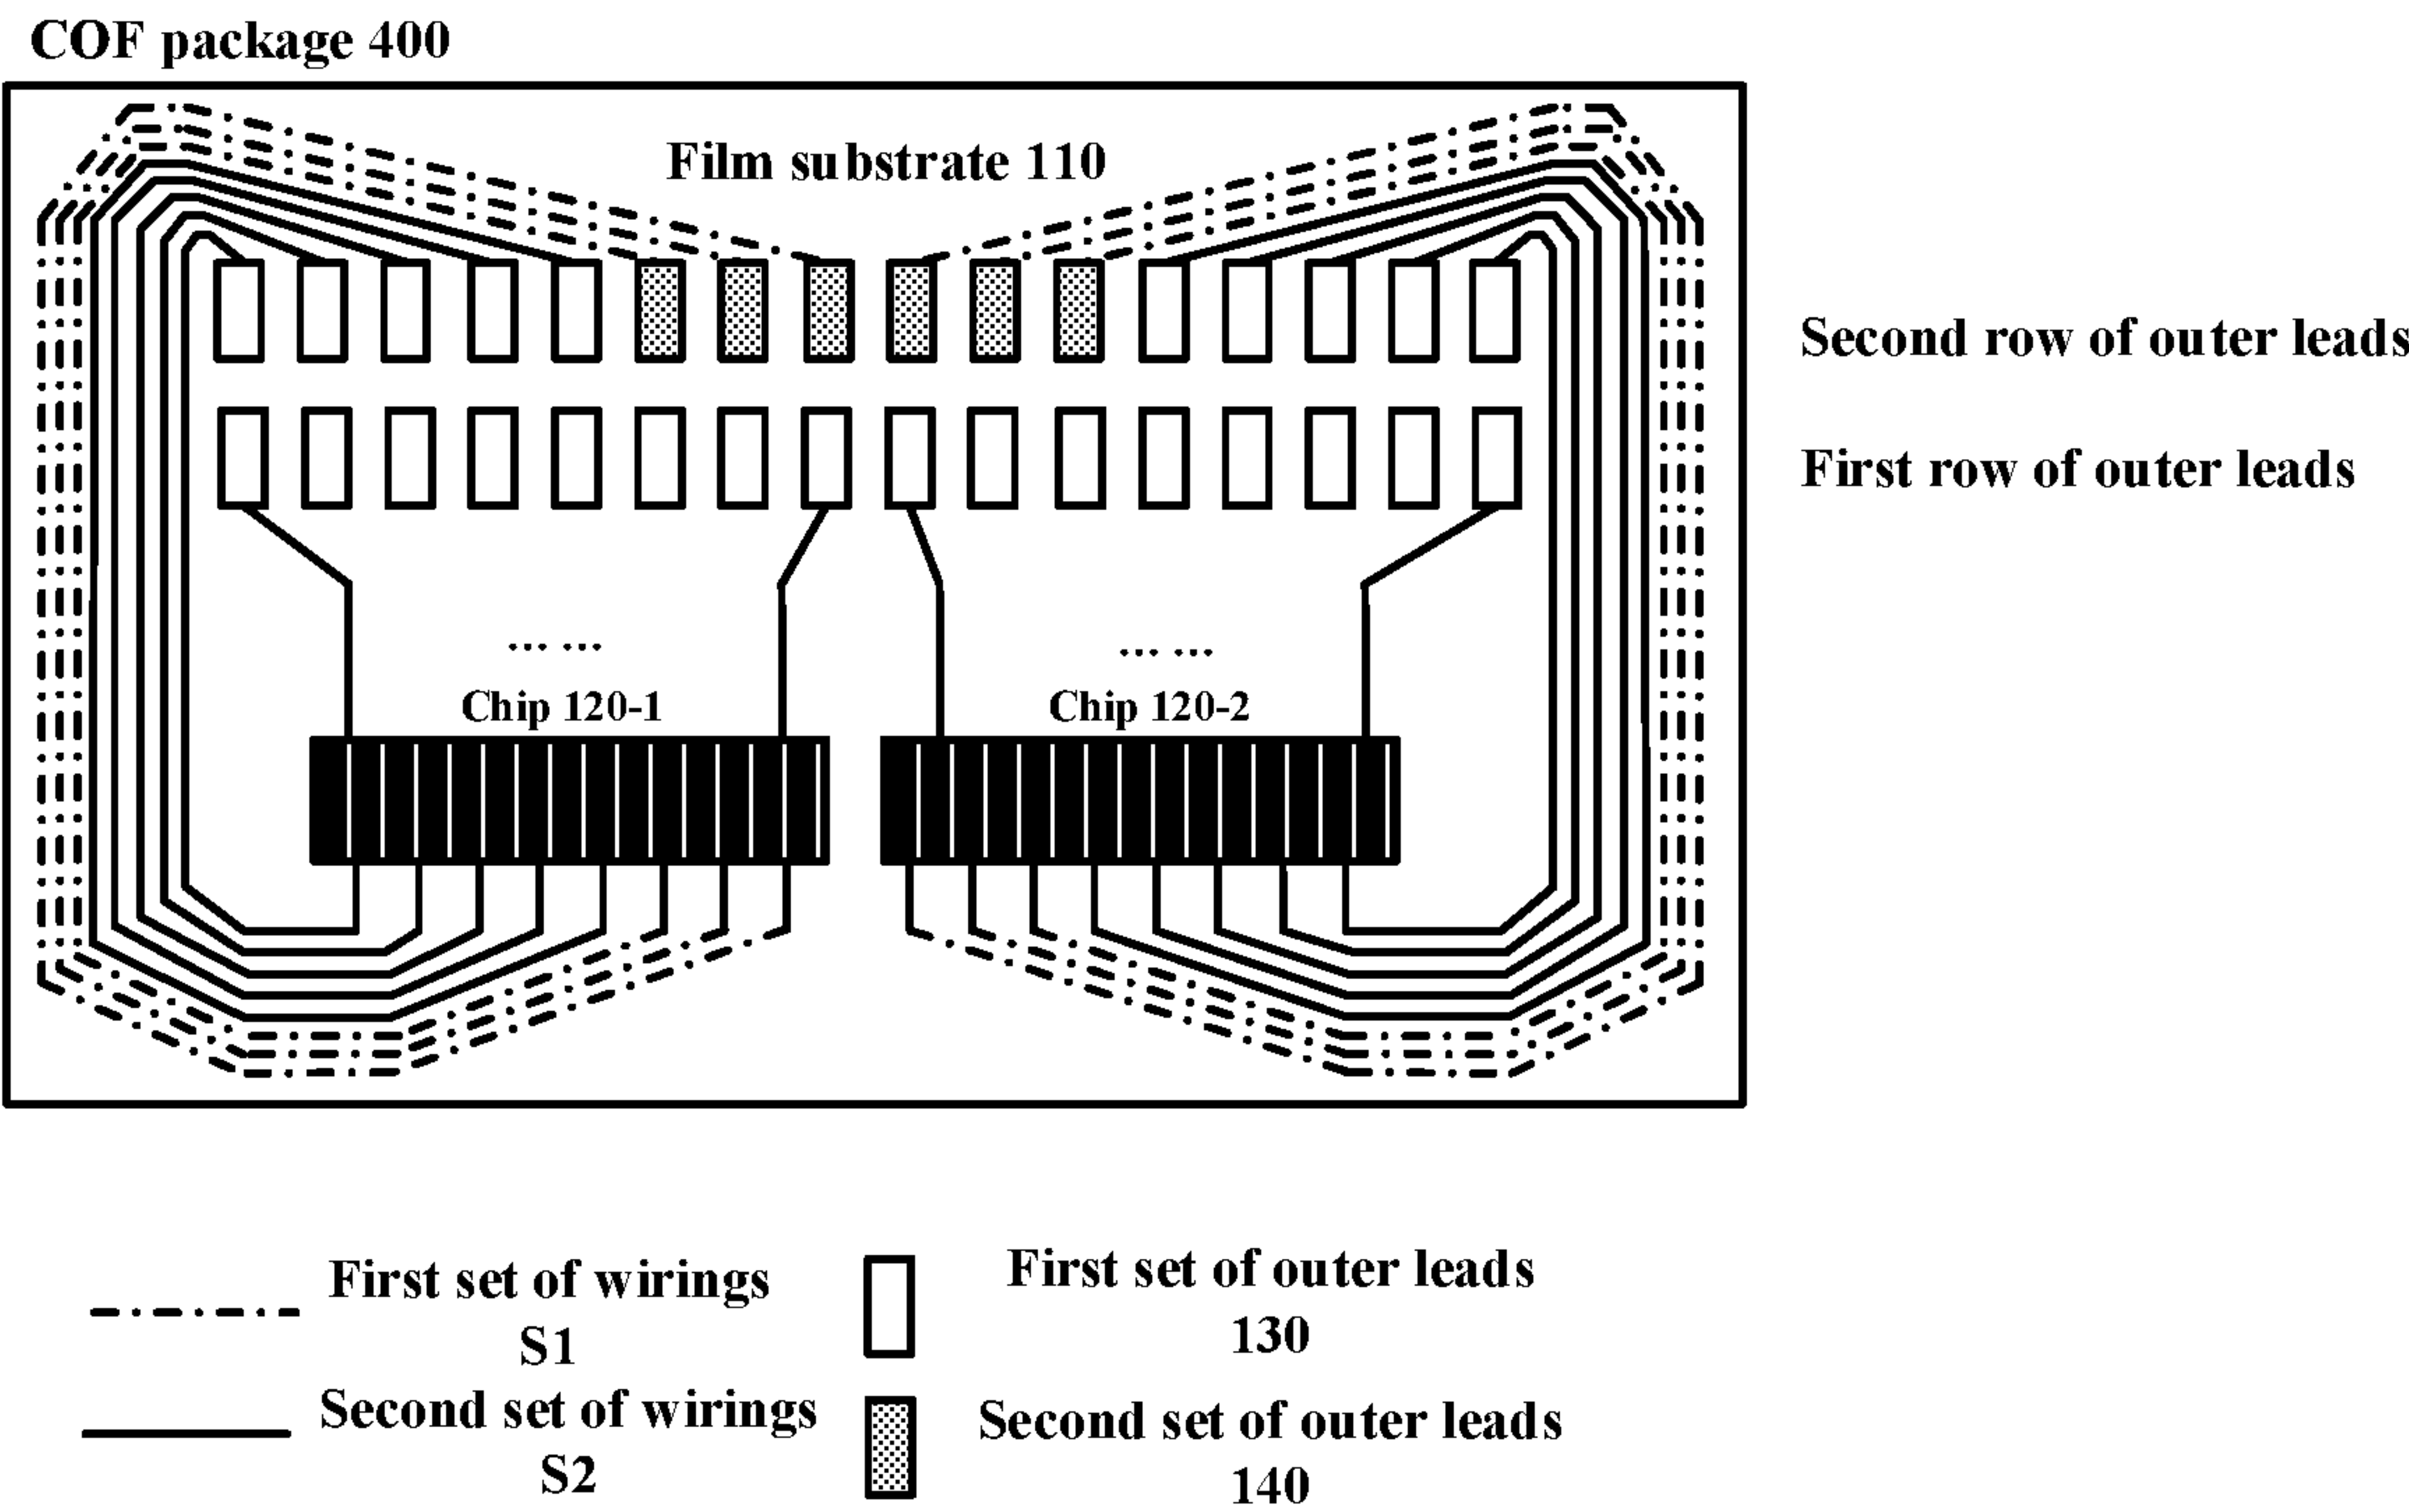 COF package 400
Film substrate 110
Second row of outer leads
First row of outer leads
... ...
... ...
Chip 120-1
Chip 120-2
First set of wirings
S1
First set of outer leads
130
Second set of wirings
S2
Second set of outer leads
140